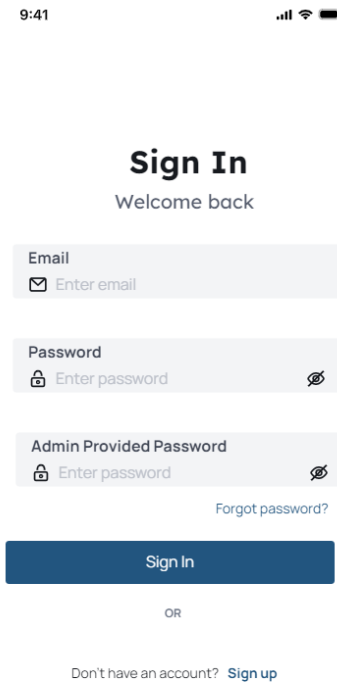 9:41
Sign In
Welcome back
Email
Enter email
Password
Enter password
Admin Provided Password
Enter password
Forgot password?
Sign In
OR
Don't have an account? Sign up